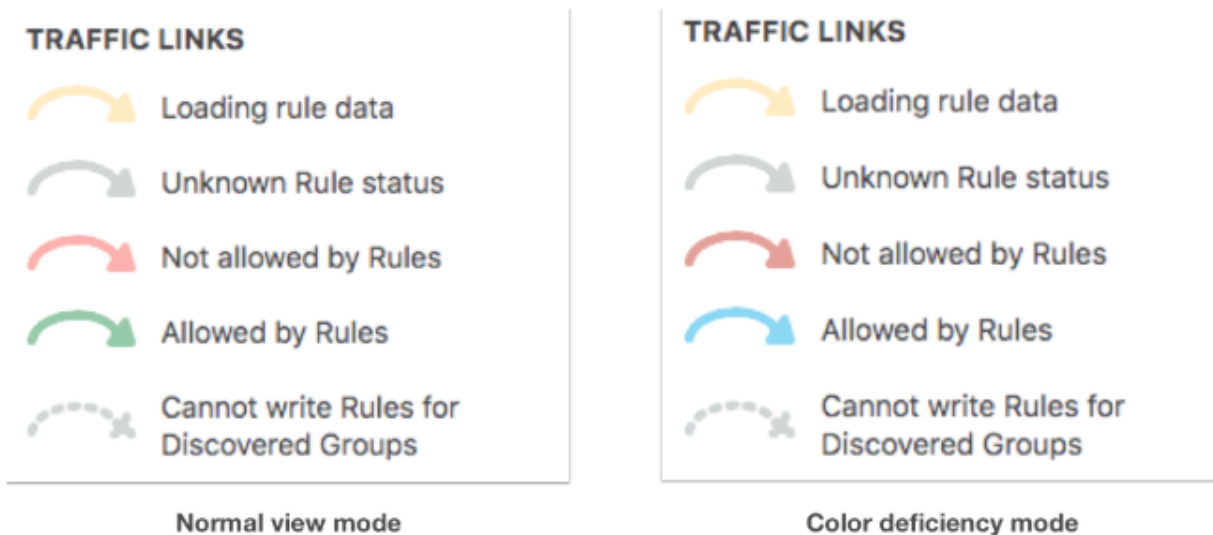 TRAFFIC LINKS
Loading rule data
Unknown Rule status
Not allowed by Rules
Allowed by Rules
Cannot write Rules for
Discovered Groups
Normal view mode
TRAFFIC LINKS
Loading rule data
Unknown Rule status
Not allowed by Rules
Allowed by Rules
Cannot write Rules for
Discovered Groups
Color deficiency mode